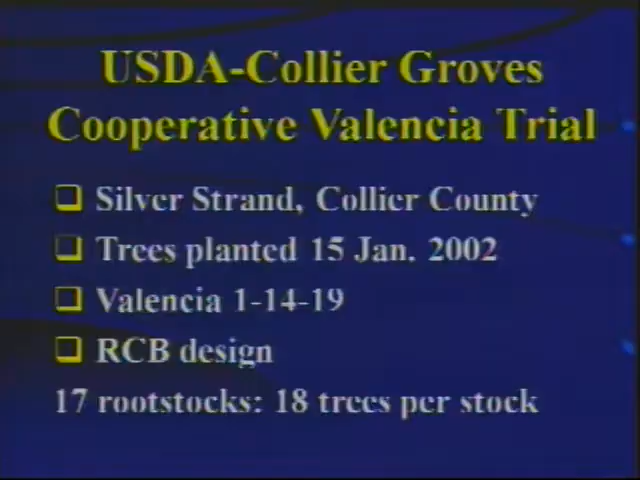 USDA-Collier Groves
Cooperative Valencia Trial
Silver Strand, Collier County
Trees planted 15 Jan. 2002
Valencia 1-14-19
RCB design
17 rootstocks: 18 trees per stock